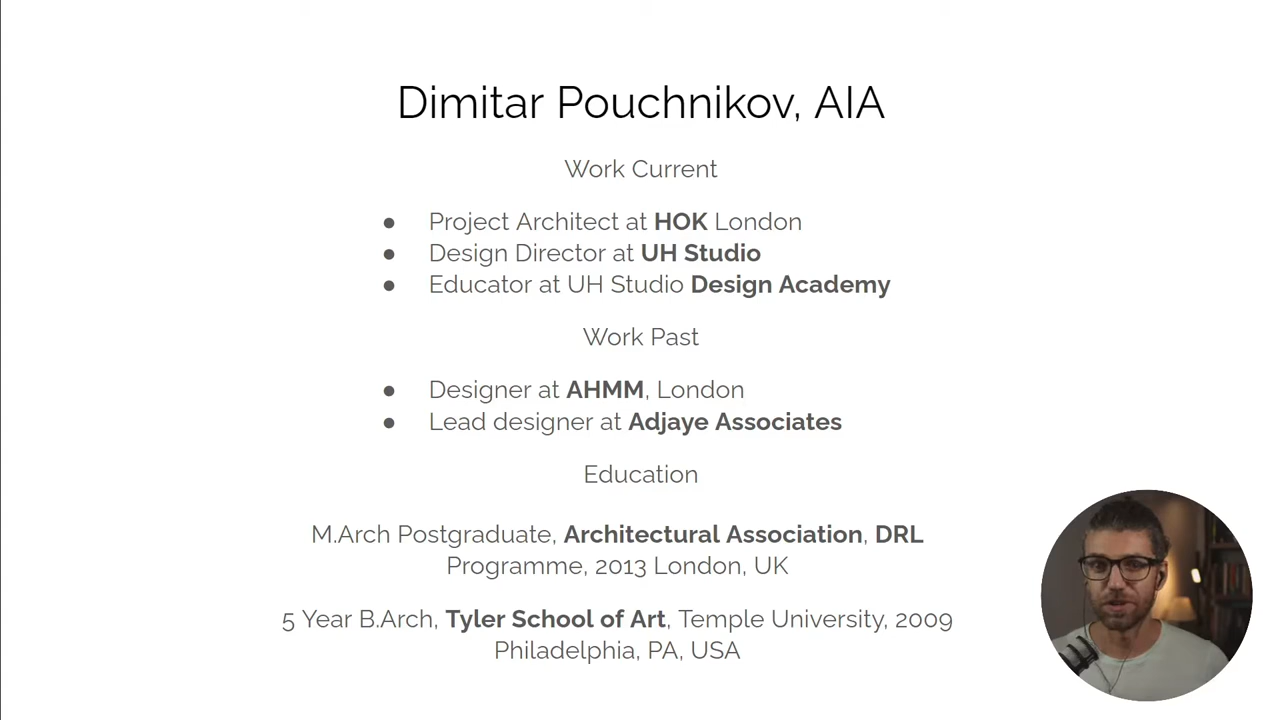 Dimitar Pouchnikov, AIA
Work Current
● Project Architect at HOK London
● Design Director at UH Studio
● Educator at UH Studio Design Academy
Work Past
● Designer at AHMM, London
● Lead designer at Adjaye Associates
Education
M.Arch Postgraduate, Architectural Association, DRL
Programme, 2013 London, UK
5 Year B.Arch, Tyler School of Art, Temple University, 2009
Philadelphia, PA, USA